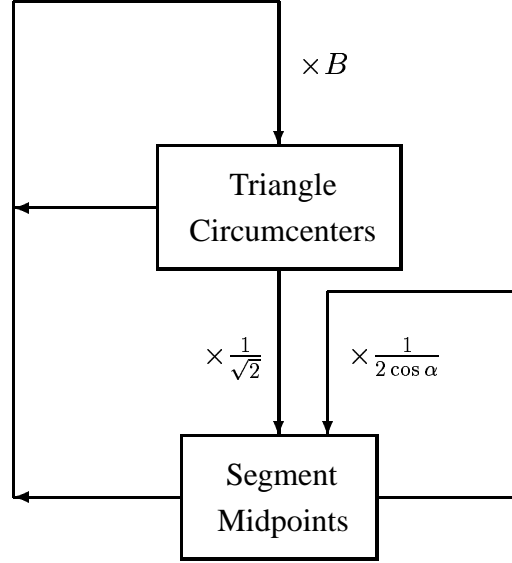 ×B
Triangle
Circumcenters
× 1/√2
× 1/(2 cos α)
Segment
Midpoints